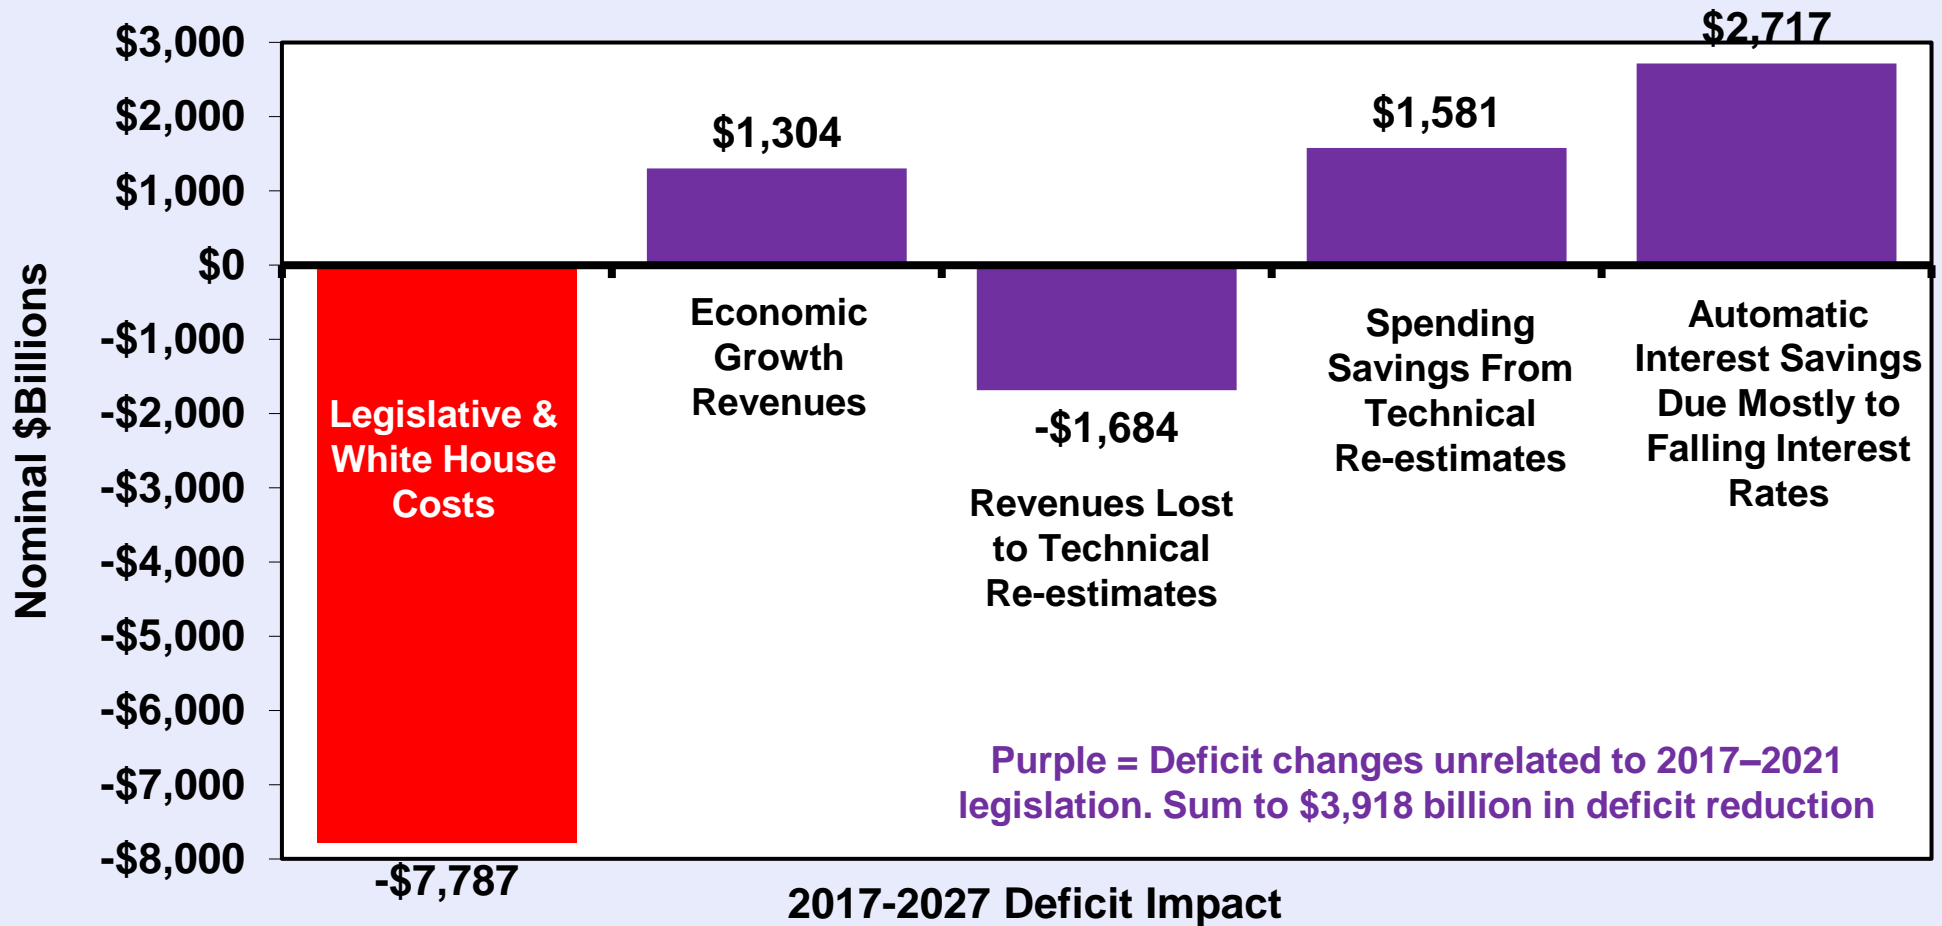 $3,000
$2,000
$1,000
$0
-$1,000
-$2,000
-$3,000
-$4,000
-$5,000
-$6,000
-$7,000
-$8,000
Nominal $Billions
-$7,787
Legislative &
White House
Costs
$1,304
Economic
Growth
Revenues
-$1,684
Revenues Lost
to Technical
Re-estimates
$1,581
Spending
Savings From
Technical
Re-estimates
$2,717
Automatic
Interest Savings
Due Mostly to
Falling Interest
Rates
Purple = Deficit changes unrelated to 2017–2021
legislation. Sum to $3,918 billion in deficit reduction
2017-2027 Deficit Impact